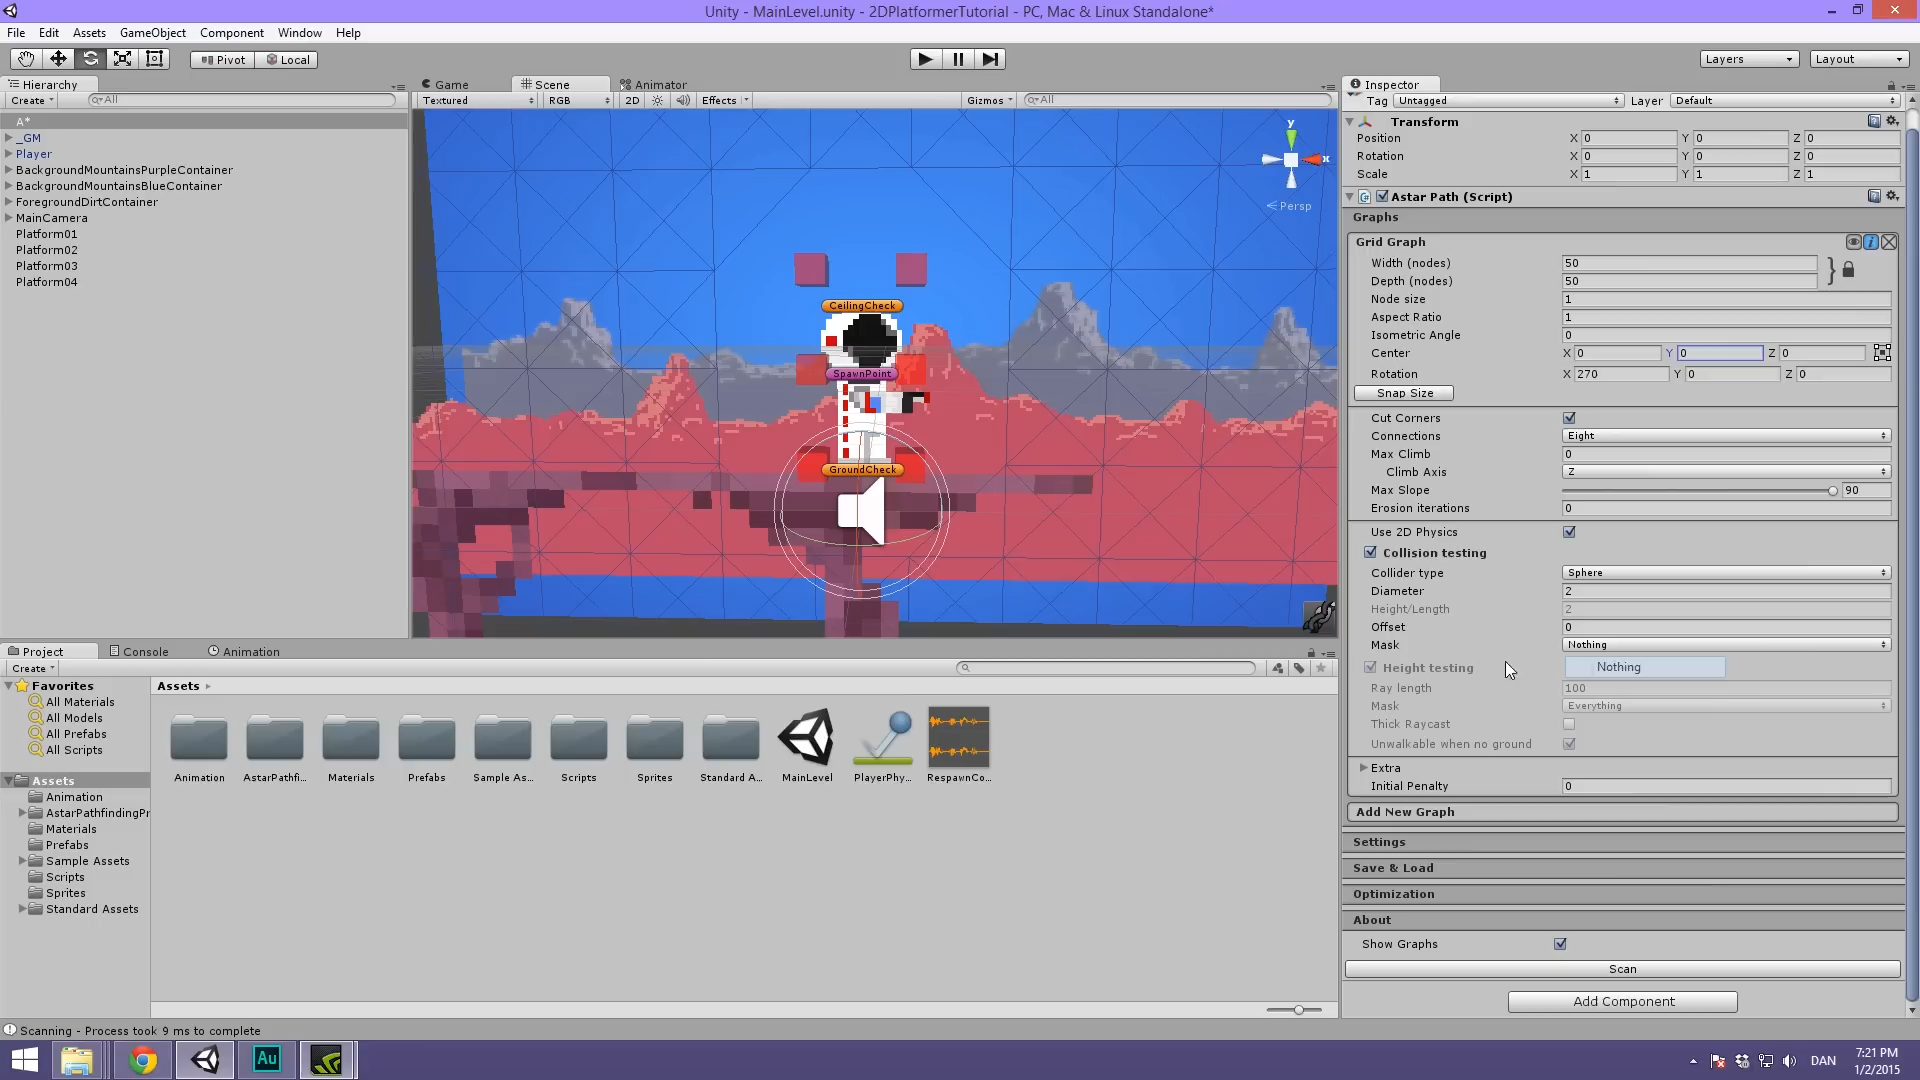 Unity - MainLevel.unity - 2DPlatformerTutorial - PC, Mac & Linux Standalone*
File Edit Assets GameObject Component Window Help
Pivot Local Layers Layout
Hierarchy
Create All
A*
_GM
Player
BackgroundMountainsPurpleContainer
BackgroundMountainsBlueContainer
ForegroundDirtContainer
MainCamera
Platform01
Platform02
Platform03
Platform04
Game Scene Animator
Textured RGB 2D Effects Gizmos All
y
x
Persp
CeilingCheck
SpawnPoint
GroundCheck
Inspector
Tag Untagged Layer Default
Transform
Position X 0 Y 0 Z 0
Rotation X 0 Y 0 Z 0
Scale X 1 Y 1 Z 1
Astar Path (Script)
Graphs
Grid Graph
Width (nodes) 50
Depth (nodes) 50
Node size 1
Aspect Ratio 1
Isometric Angle 0
Center X 0 Y 0 Z 0
Rotation X 270 Y 0 Z 0
Snap Size
Cut Corners
Connections Eight
Max Climb 0
Climb Axis Z
Max Slope 90
Erosion iterations 0
Use 2D Physics
Collision testing
Collider type Sphere
Diameter 2
Height/Length 2
Offset 0
Mask Nothing
Height testing Nothing
Ray length 100
Mask Everything
Thick Raycast
Unwalkable when no ground
Extra
Initial Penalty 0
Add New Graph
Settings
Save & Load
Optimization
About
Show Graphs
Scan
Add Component
Project Console Animation
Create
Favorites
All Materials
All Models
All Prefabs
All Scripts
Assets
Animation
AstarPathfindingPr
Materials
Prefabs
Sample Assets
Scripts
Sprites
Standard Assets
Assets
Animation AstarPathfi... Materials Prefabs Sample As... Scripts Sprites Standard A... MainLevel PlayerPhy... RespawnCo...
Scanning - Process took 9 ms to complete
Au
DAN
7:21 PM
1/2/2015